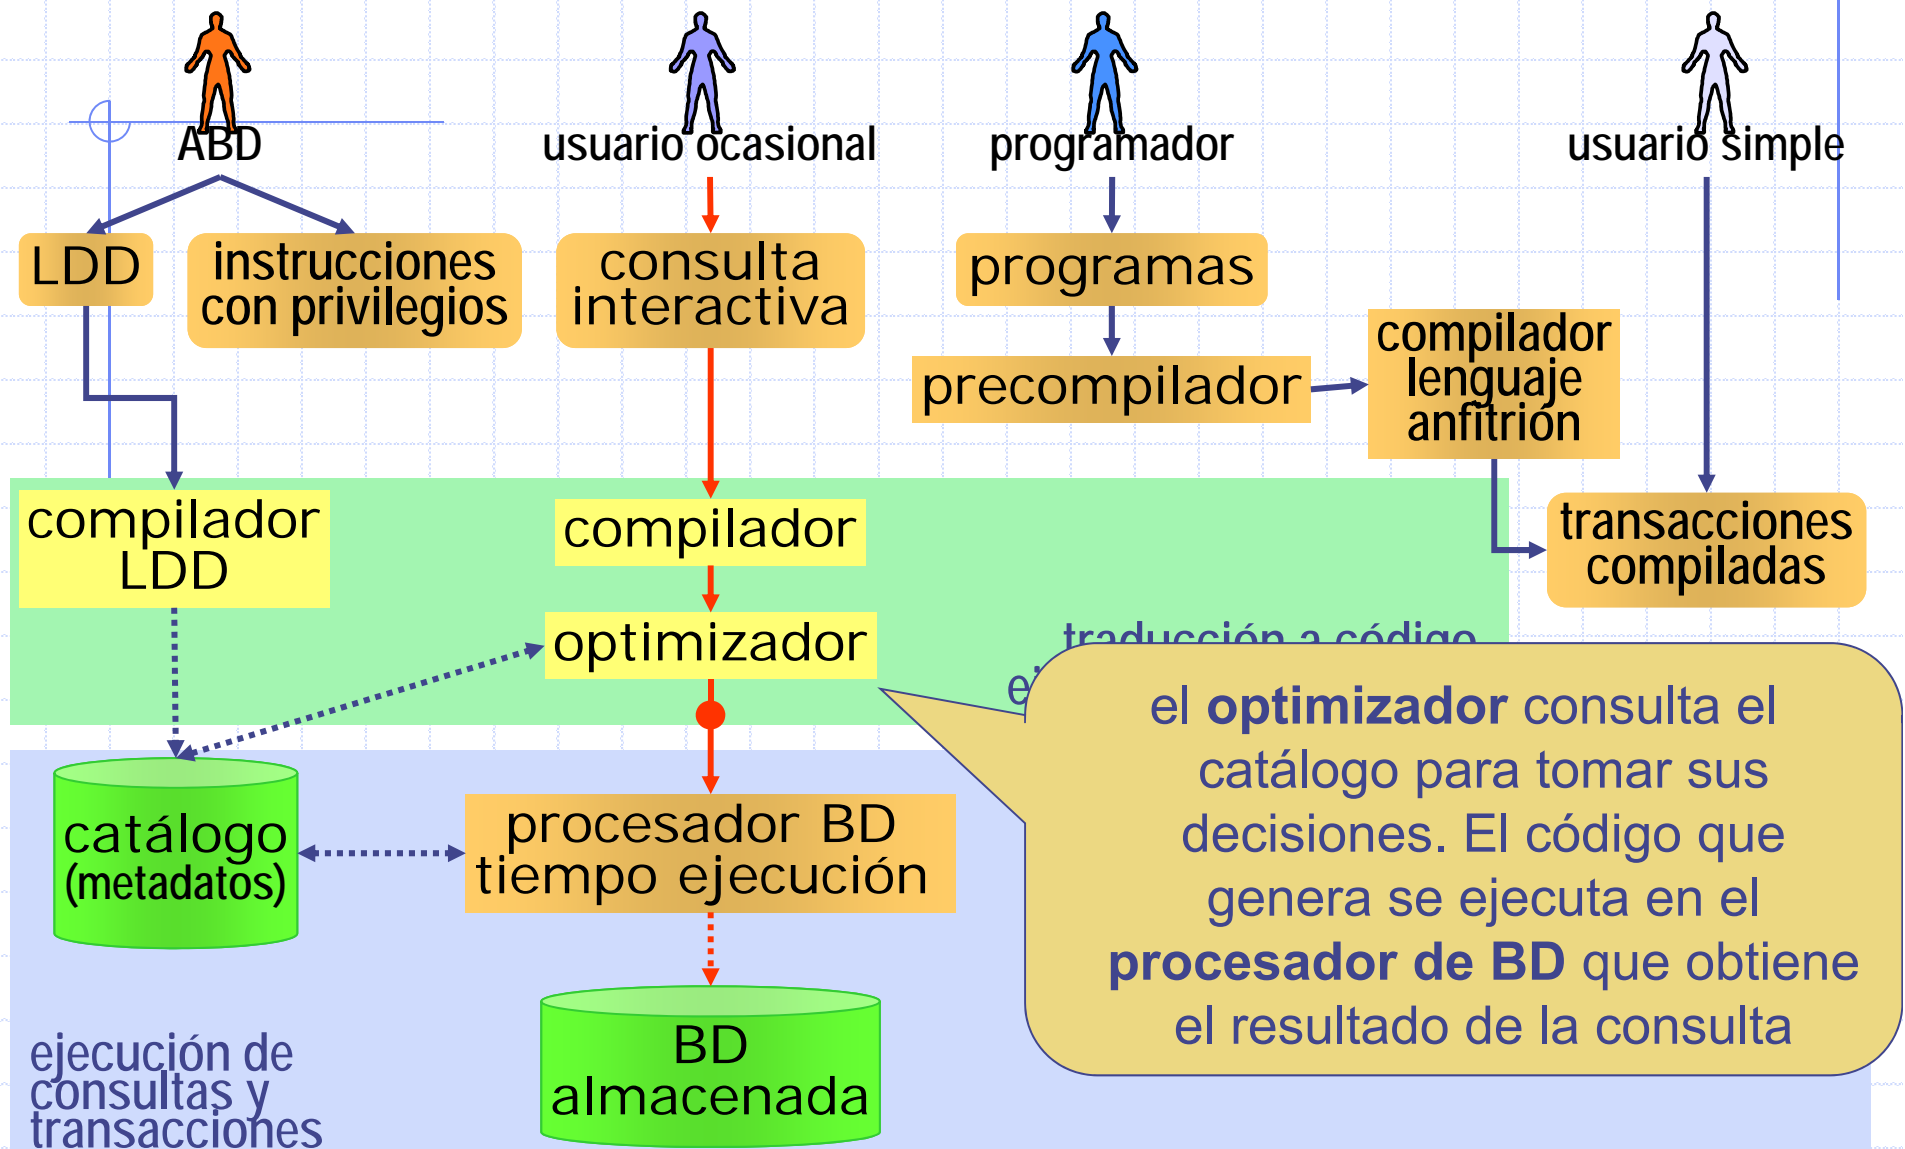 ABD
usuario ocasional
programador
usuario simple
LDD
instrucciones
con privilegios
consulta
interactiva
programas
precompilador
compilador
lenguaje
anfitrión
compilador
LDD
compilador
transacciones
compiladas
optimizador
traducción a código
el optimizador consulta el
catálogo para tomar sus
decisiones. El código que
genera se ejecuta en el
procesador de BD que obtiene
el resultado de la consulta
catálogo
(metadatos)
procesador BD
tiempo ejecución
BD
almacenada
ejecución de
consultas y
transacciones